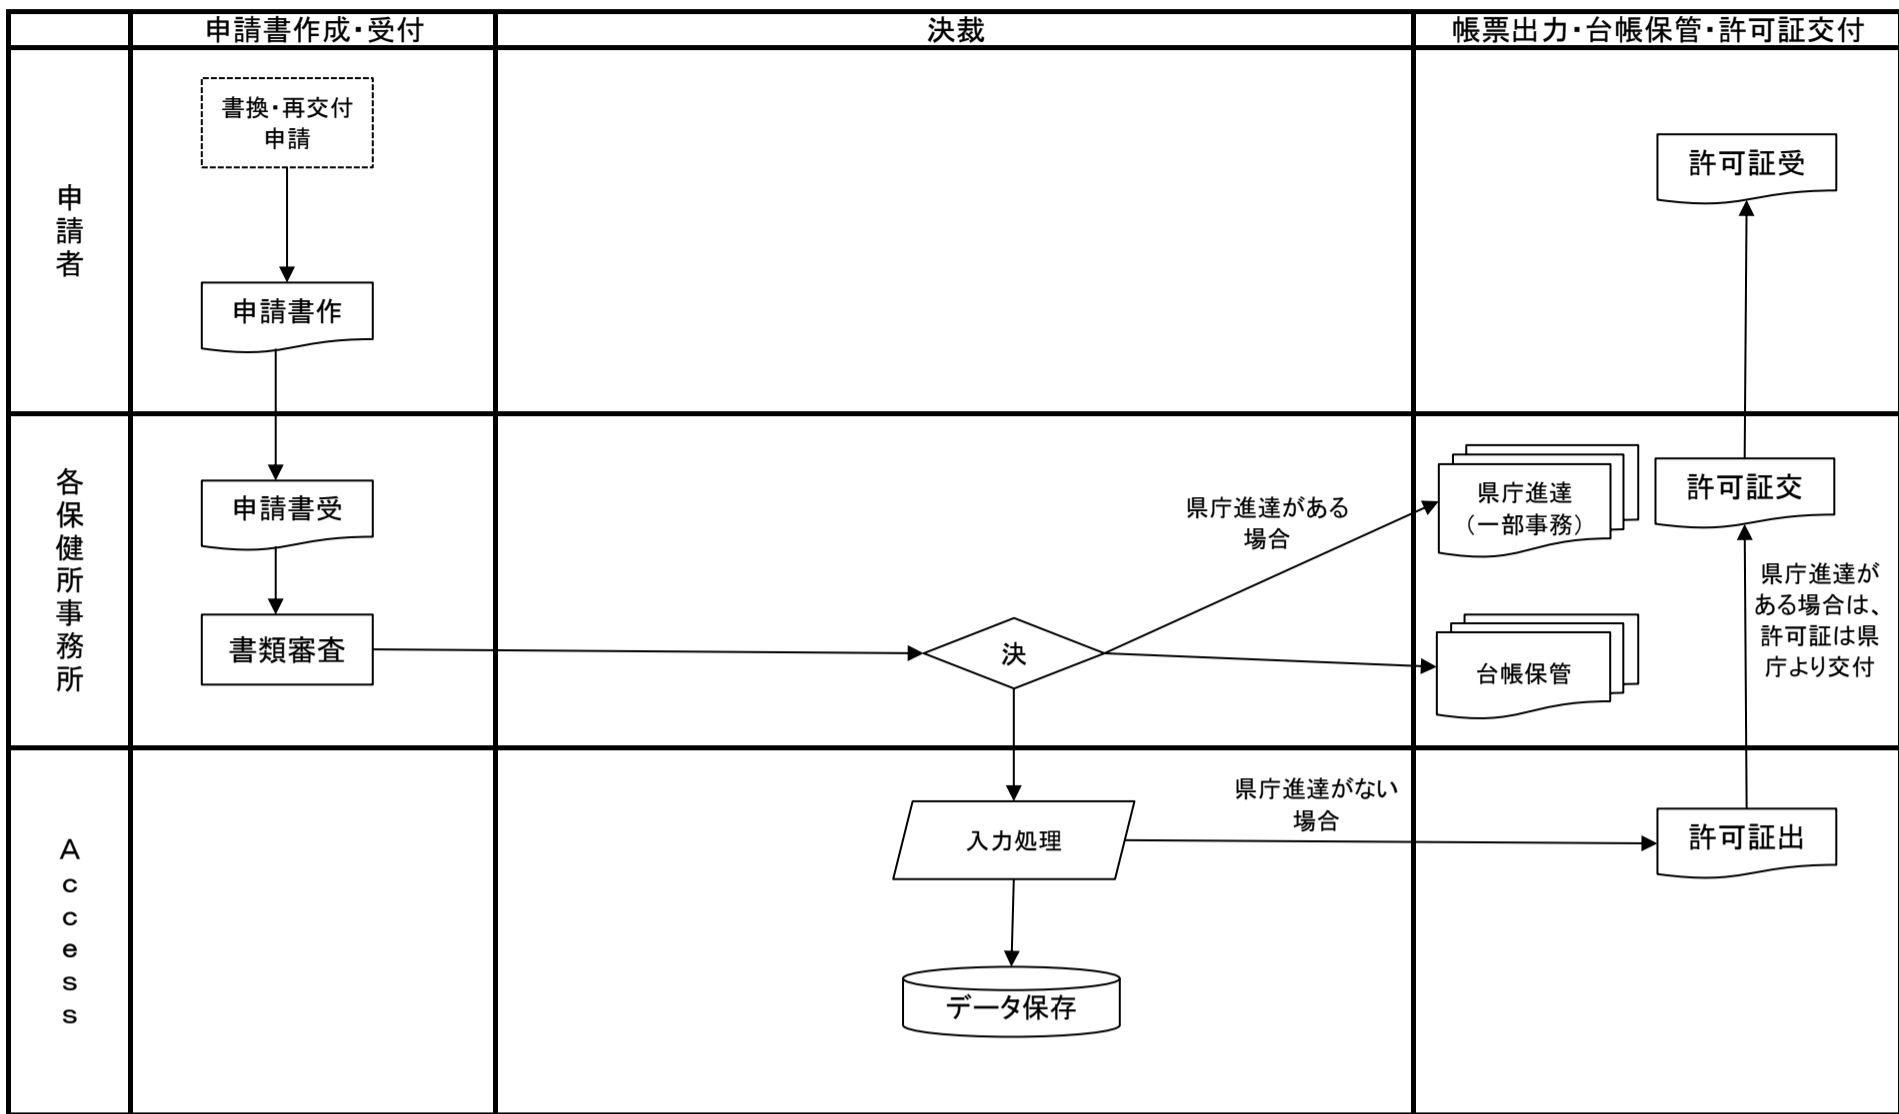 申請書作成・受付
決裁
帳票出力・台帳保管・許可証交付
申請者
書換・再交付
申請
申請書作
許可証受
各保健所事務所
申請書受
書類審査
決
県庁進達がある
場合
県庁進達
（一部事務）
台帳保管
許可証交
県庁進達が
ある場合は、
許可証は県
庁より交付
Ａｃｃｅｓｓ
入力処理
県庁進達がない
場合
許可証出
データ保存